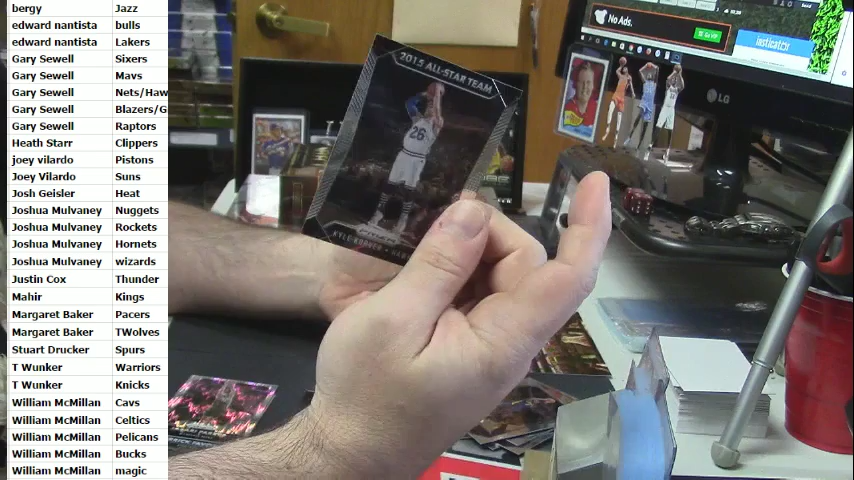 bergy Jazz
edward nantista bulls
edward nantista Lakers
Gary Sewell Sixers
Gary Sewell Mavs
Gary Sewell Nets/Haw
Gary Sewell Blazers/G
Gary Sewell Raptors
Heath Starr Clippers
joey vilardo Pistons
Joey Vilardo Suns
Josh Geisler Heat
Joshua Mulvaney Nuggets
Joshua Mulvaney Rockets
Joshua Mulvaney Hornets
Joshua Mulvaney wizards
Justin Cox Thunder
Mahir Kings
Margaret Baker Pacers
Margaret Baker TWolves
Stuart Drucker Spurs
T Wunker Warriors
T Wunker Knicks
William McMillan Cavs
William McMillan Celtics
William McMillan Pelicans
William McMillan Bucks
William McMillan magic
2015 ALL-STAR TEAM
26
KYLE KORVER • HAW
No Ads.
insticatch
LG